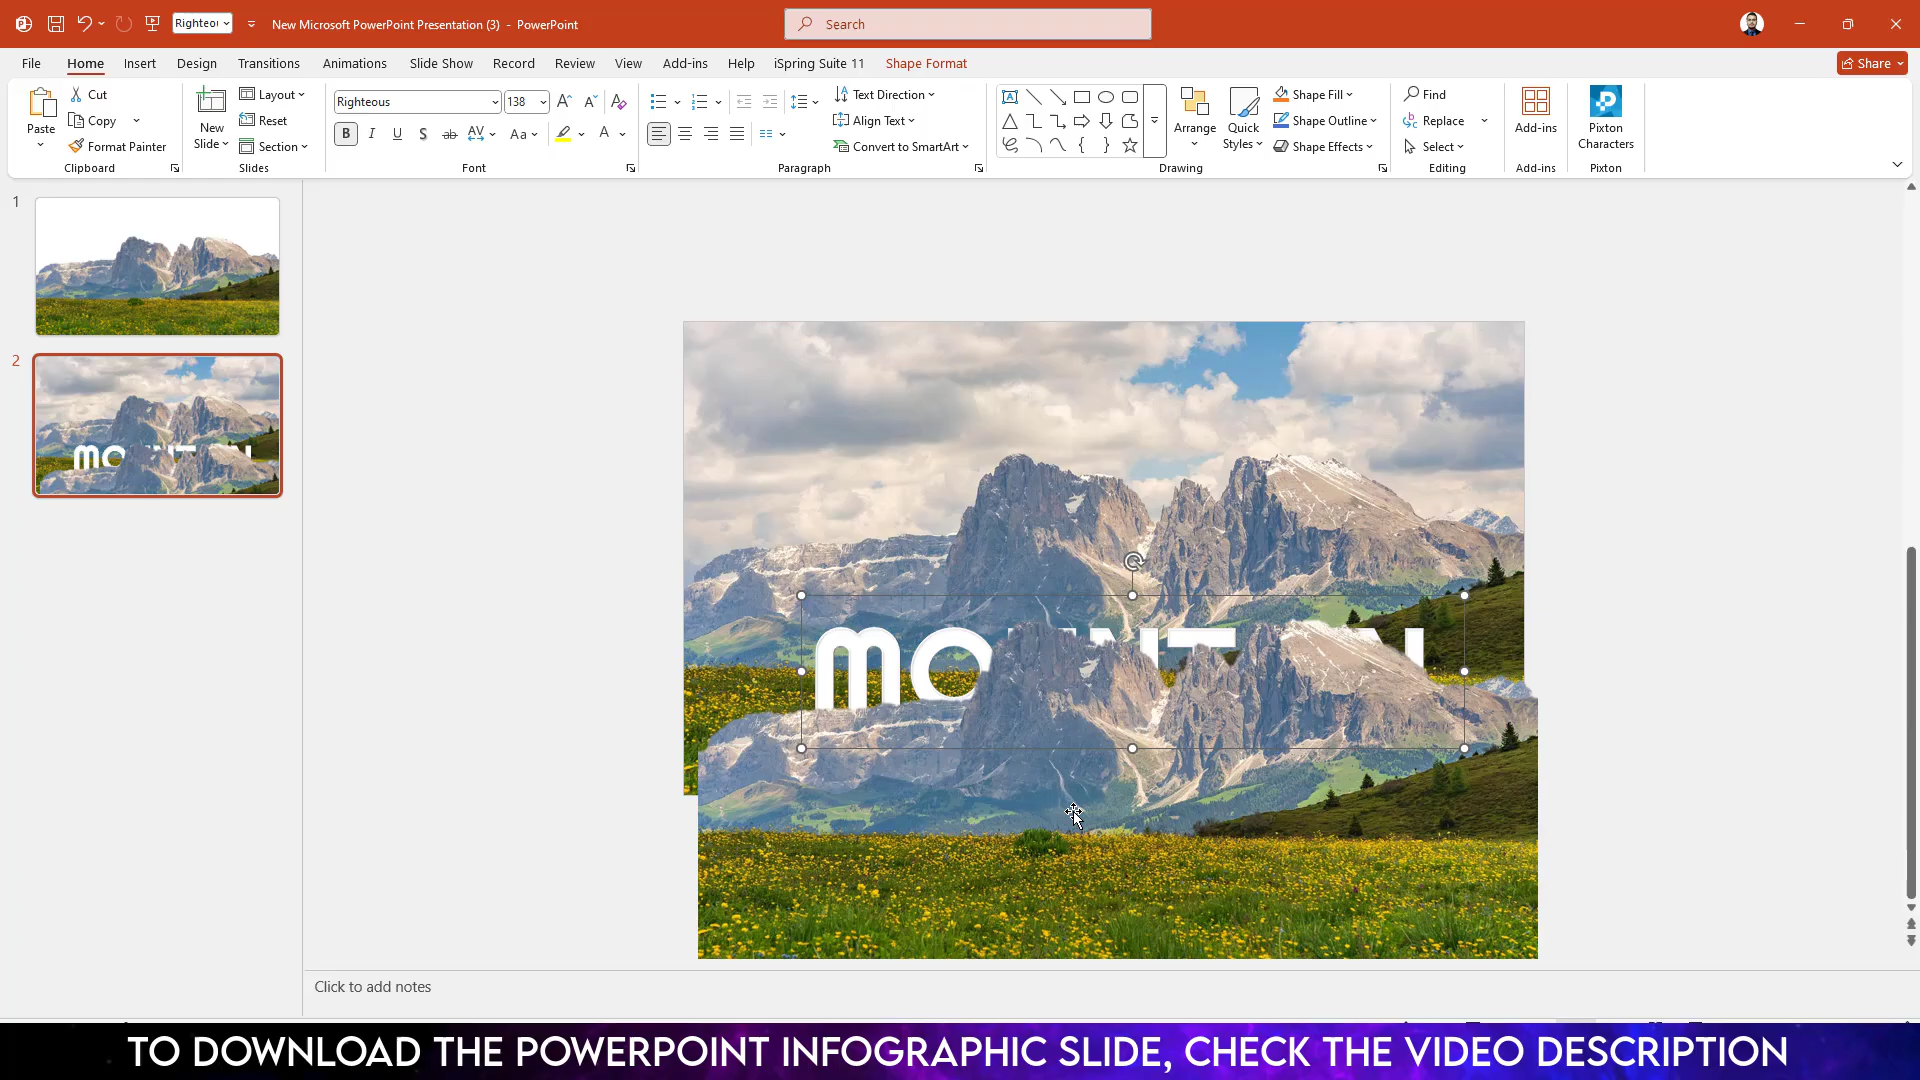 Righteou
New Microsoft PowerPoint Presentation (3) - PowerPoint
Search
File
Home
Insert
Design
Transitions
Animations
Slide Show
Record
Review
View
Add-ins
Help
iSpring Suite 11
Shape Format
Share
Paste
Cut
Copy
Format Painter
Clipboard
New
Slide
Layout
Reset
Section
Slides
Righteous
138
Font
Text Direction
Align Text
Convert to SmartArt
Paragraph
Arrange
Quick
Styles
Shape Fill
Shape Outline
Shape Effects
Drawing
Find
Replace
Select
Editing
Add-ins
Add-ins
Pixton
Characters
Pixton
1
2
Click to add notes
TO DOWNLOAD THE POWERPOINT INFOGRAPHIC SLIDE, CHECK THE VIDEO DESCRIPTION